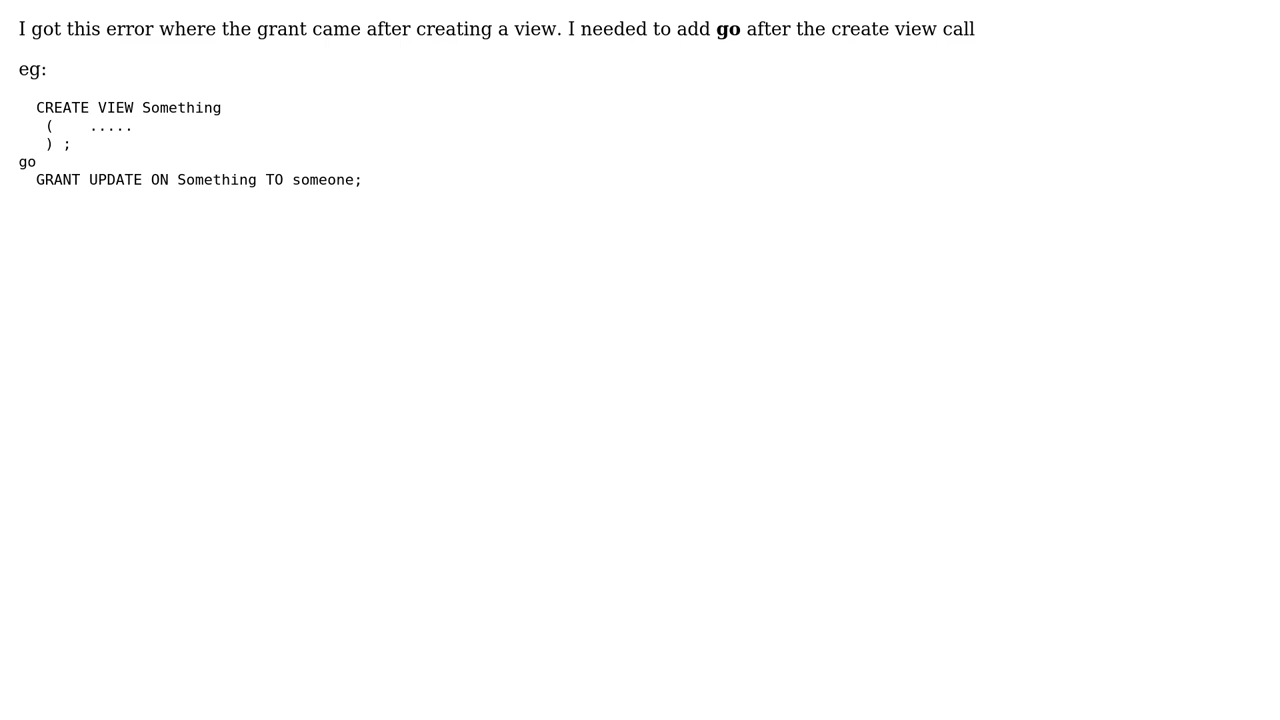 I got this error where the grant came after creating a view. I needed to add go after the create view call
eg:
CREATE VIEW Something
(    .....
) ;
go
GRANT UPDATE ON Something TO someone;